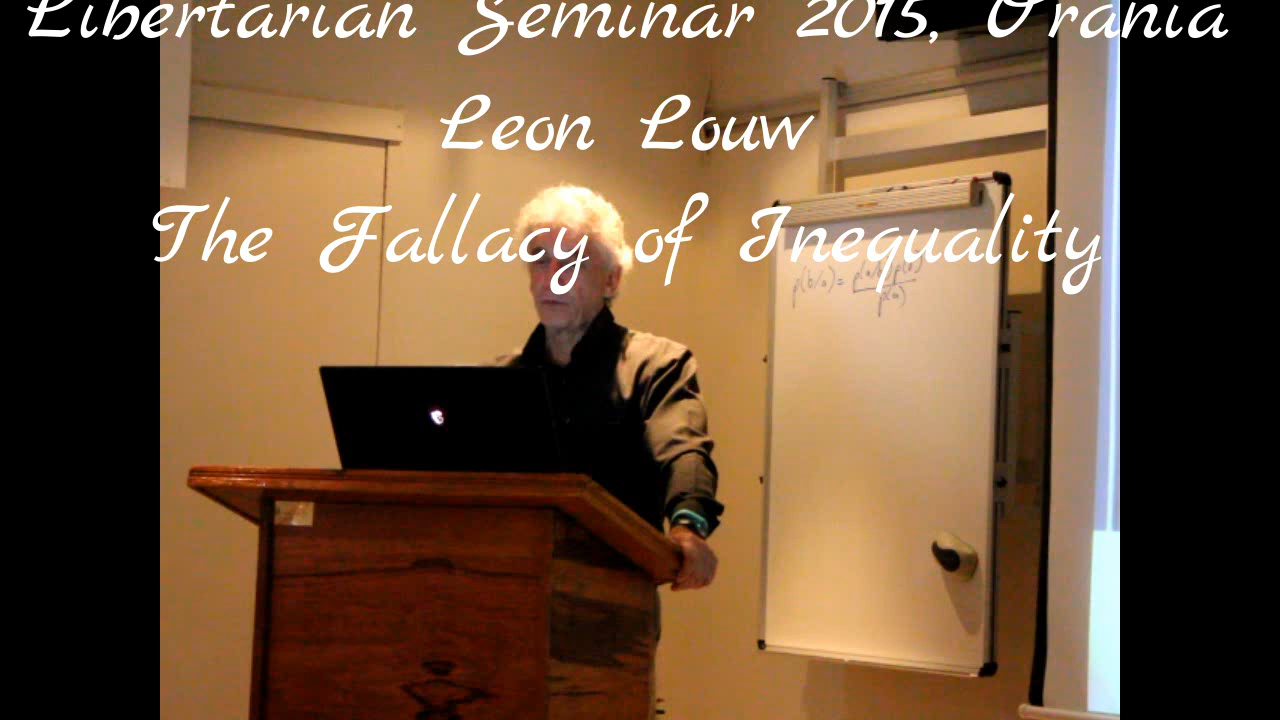 Libertarian Seminar 2015, Orania
Leon Louw
The Fallacy of Inequality
p(b/a) = p(a/b) p(b)
p(a)